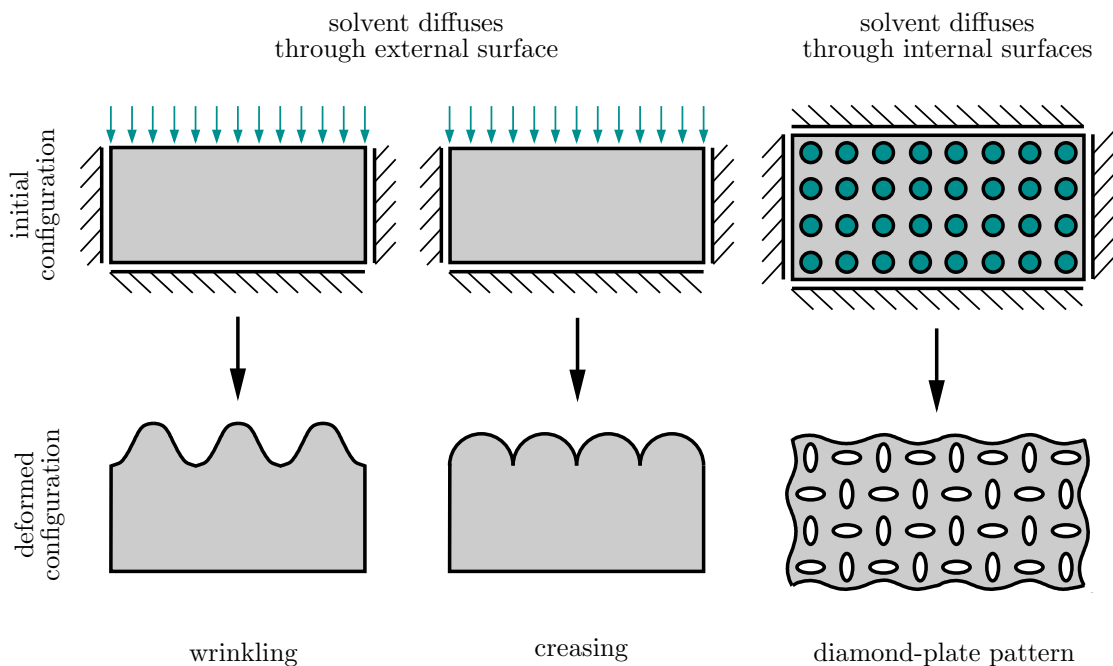 solvent diffuses
through external surface
solvent diffuses
through internal surfaces
initial
configuration
deformed
configuration
wrinkling
creasing
diamond-plate pattern